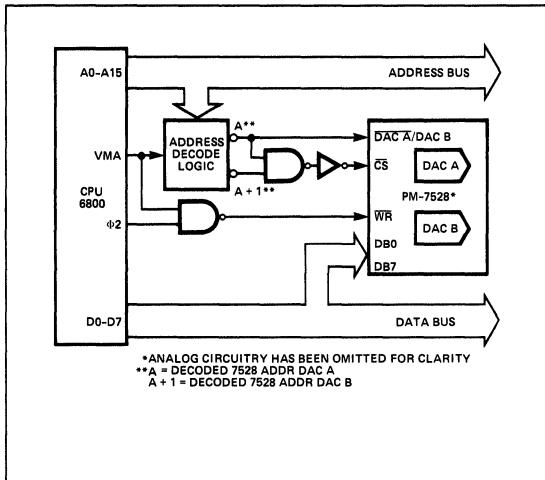 A0–A15
ADDRESS BUS
A**
VMA
ADDRESS
DECODE
LOGIC
DAC A/DAC B
CS
DAC A
CPU
6800
A + 1**
PM-7528*
Φ2
WR
DAC B
DB0
DB7
D0–D7
DATA BUS
*ANALOG CIRCUITRY HAS BEEN OMITTED FOR CLARITY
**A = DECODED 7528 ADDR DAC A
A + 1 = DECODED 7528 ADDR DAC B